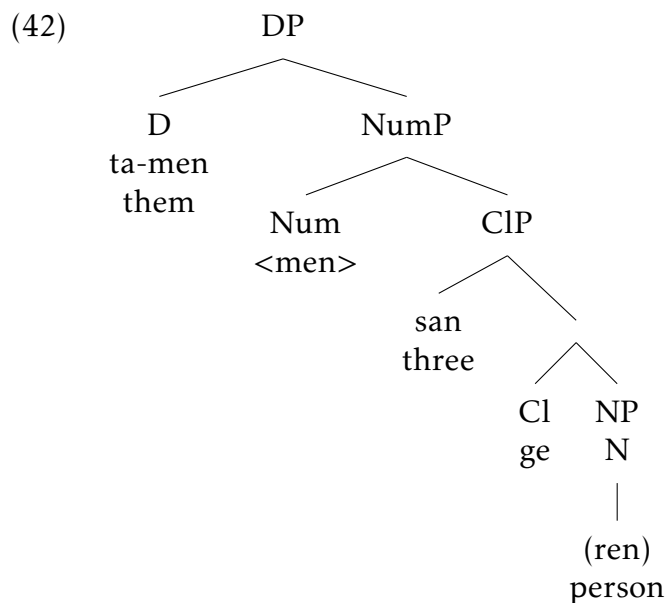 (42) DP
D NumP
ta-men
them
Num ClP
<men>
san
three
Cl NP
ge N
(ren)
person